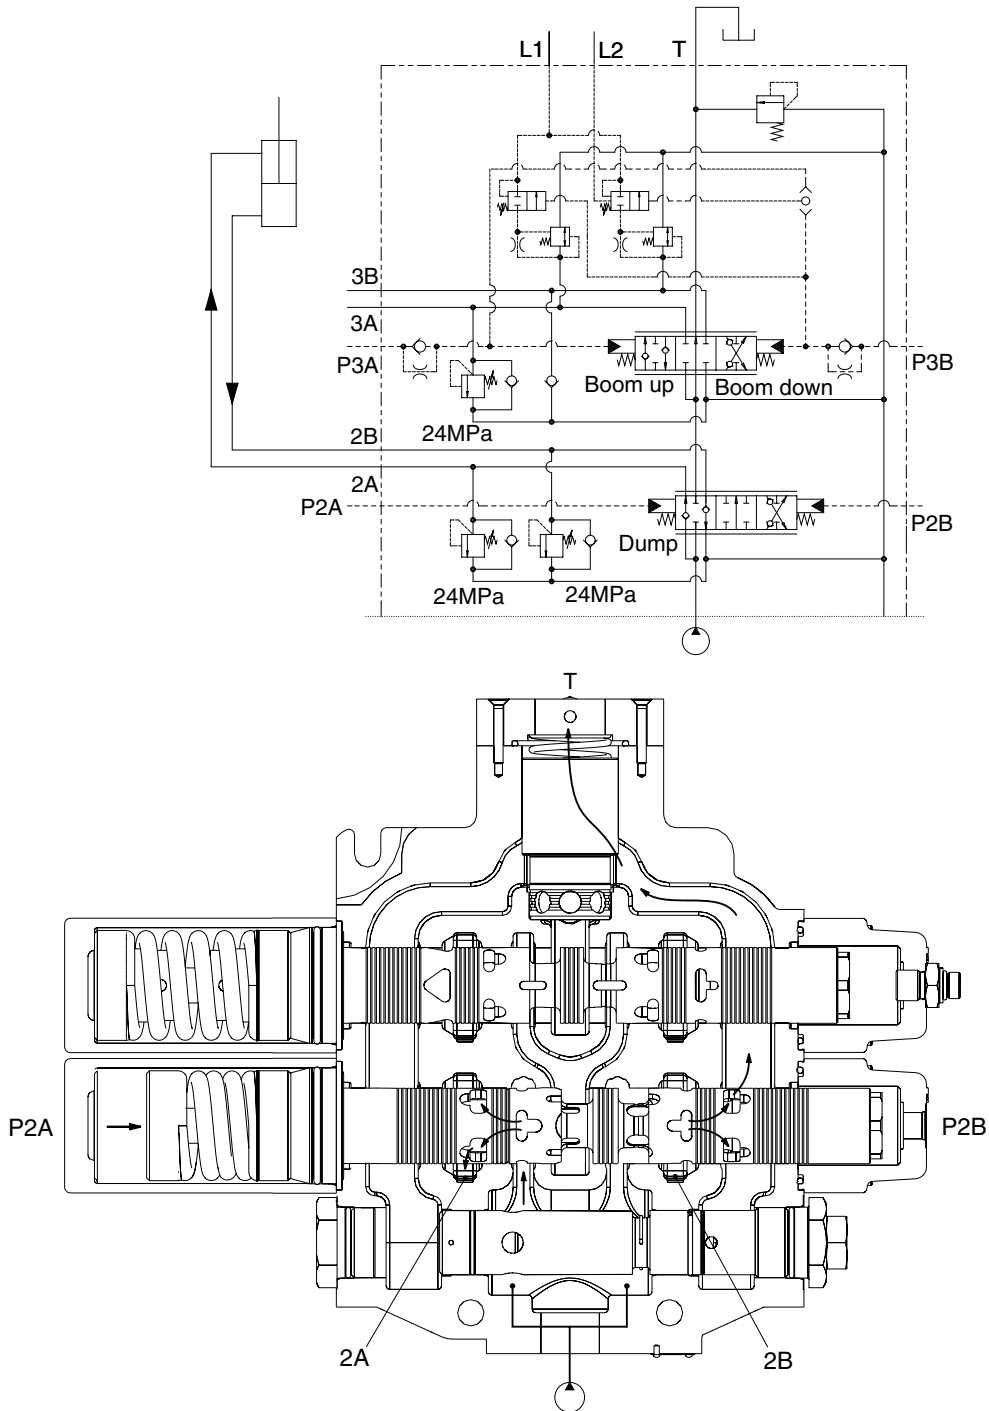 L1 L2 T
3B
3A
P3A
P3B
Boom up Boom down
24MPa
2B
2A
P2A
P2B
Dump
24MPa 24MPa
T
P2A
P2B
2A
2B